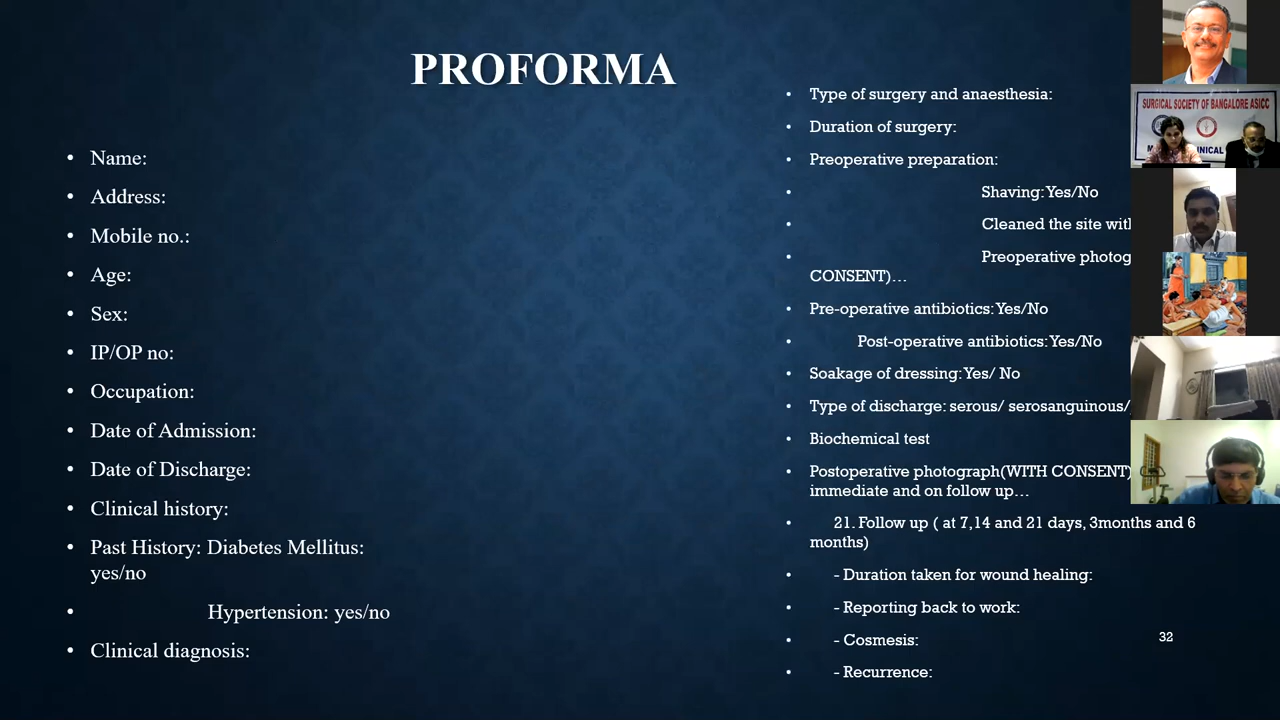 PROFORMA
• Name:
• Address:
• Mobile no.:
• Age:
• Sex:
• IP/OP no:
• Occupation:
• Date of Admission:
• Date of Discharge:
• Clinical history:
• Past History: Diabetes Mellitus:
yes/no
• Hypertension: yes/no
• Clinical diagnosis:
• Type of surgery and anaesthesia:
• Duration of surgery:
• Preoperative preparation:
• Shaving:Yes/No
• Cleaned the site
• Preoperative
CONSENT)...
• Pre-operative antibiotics:Yes/No
• Post-operative antibiotics:Yes/No
• Soakage of dressing:Yes/ No
• Type of discharge: serous/ serosanguinous/
• Biochemical test
• Postoperative photograph(WITH CONSENT)
immediate and on follow up...
• 21. Follow up ( at 7,14 and 21 days, 3months and 6
months)
• - Duration taken for wound healing:
• - Reporting back to work:
• - Cosmesis:
• - Recurrence:
32
SURGICAL SOCIETY OF BANGALORE ASICC